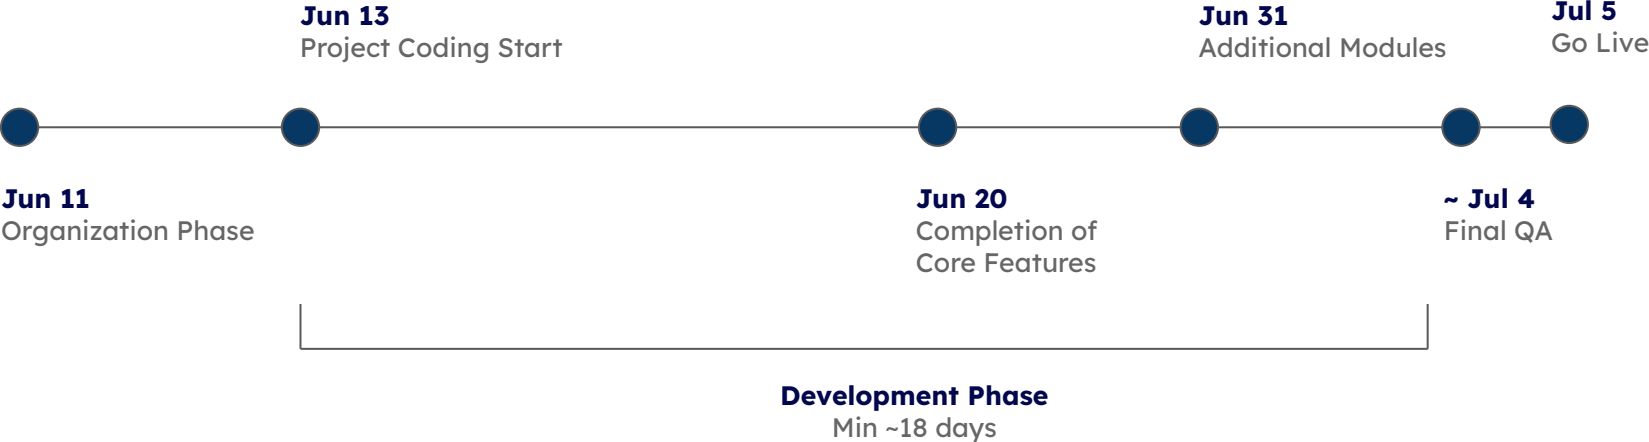 Jun 13
Project Coding Start
Jun 31
Additional Modules
Jul 5
Go Live
Jun 11
Organization Phase
Jun 20
Completion of
Core Features
~ Jul 4
Final QA
Development Phase
Min ~18 days